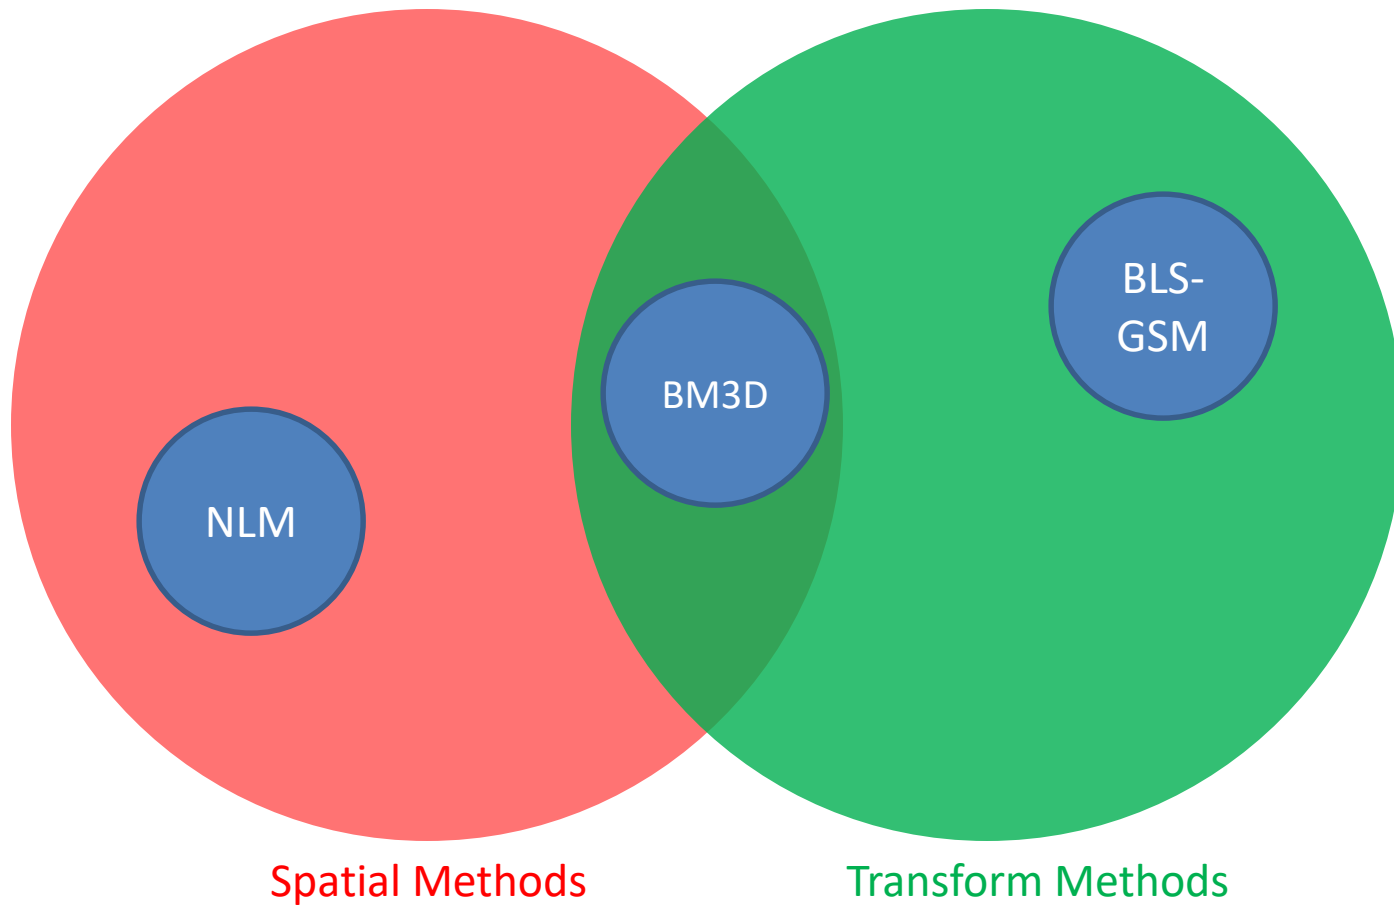 BLS-
GSM
BM3D
NLM
Spatial Methods
Transform Methods